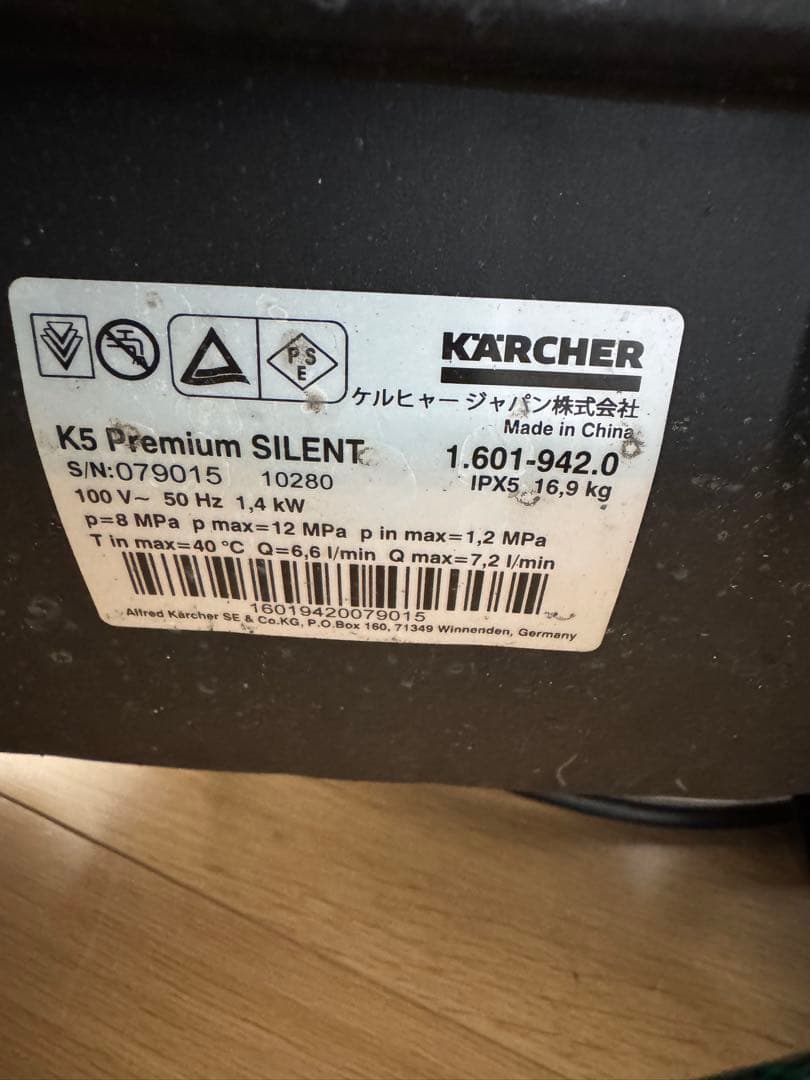 PSE
KÄRCHER
ケルヒャー ジャパン株式会社
Made in China
K5 Premium SILENT
1.601-942.0
S/N:079015 10280
IPX5 16,9 kg
100 V~ 50 Hz 1,4 kW
p=8 MPa p max=12 MPa p in max=1,2 MPa
T in max=40 °C Q=6,6 l/min Q max=7,2 l/min
16019420079015
Alfred Kärcher SE & Co.KG, P.O.Box 160, 71349 Winnenden, Germany